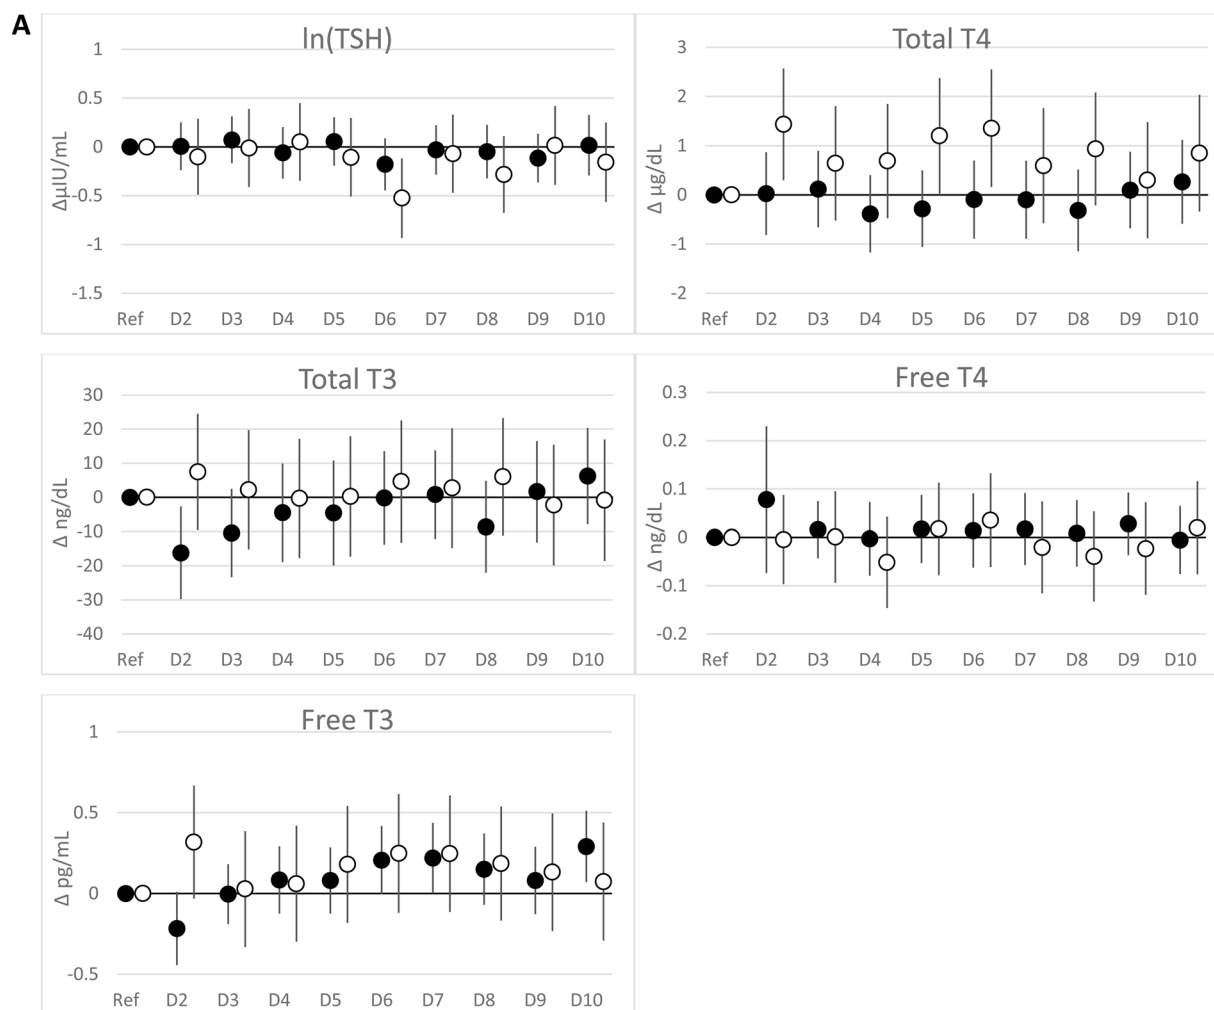 A
ln(TSH)
1
0.5
0
-0.5
-1
-1.5
ΔμIU/mL
Ref D2 D3 D4 D5 D6 D7 D8 D9 D10
Total T4
3
2
1
0
-1
-2
Δ μg/dL
Ref D2 D3 D4 D5 D6 D7 D8 D9 D10
Total T3
30
20
10
0
-10
-20
-30
-40
Δ ng/dL
Ref D2 D3 D4 D5 D6 D7 D8 D9 D10
Free T4
0.3
0.2
0.1
0
-0.1
-0.2
Δ ng/dL
Ref D2 D3 D4 D5 D6 D7 D8 D9 D10
Free T3
1
0.5
0
-0.5
Δ pg/mL
Ref D2 D3 D4 D5 D6 D7 D8 D9 D10